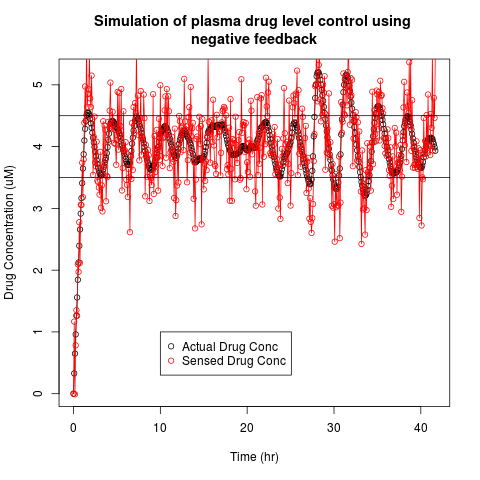 Simulation of plasma drug level control using
negative feedback
Drug Concentration (uM)
5
4
3
2
1
0
Actual Drug Conc
Sensed Drug Conc
0 10 20 30 40
Time (hr)